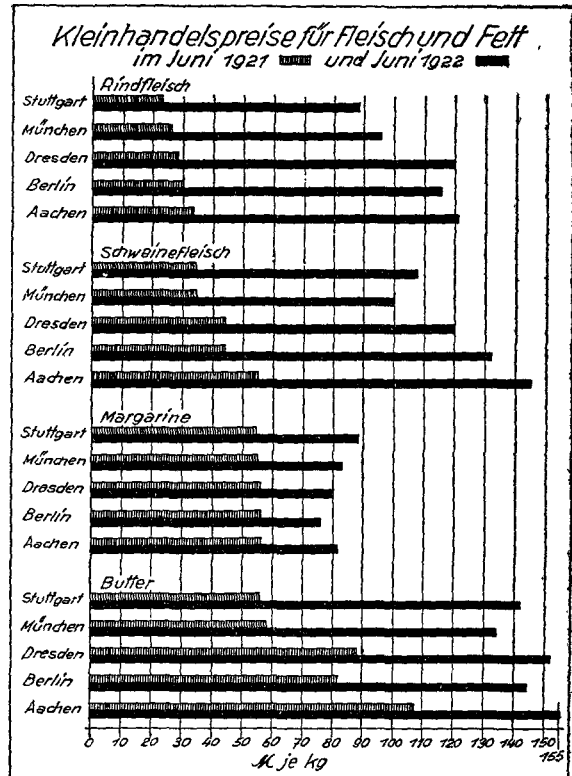 Kleinhandelspreise für Fleisch und Fett
im Juni 1921 und Juni 1922
Rindfleisch
Stuttgart
München
Dresden
Berlin
Aachen
Schweinefleisch
Stuttgart
München
Dresden
Berlin
Aachen
Margarine
Stuttgart
München
Dresden
Berlin
Aachen
Butter
Stuttgart
München
Dresden
Berlin
Aachen
0 10 20 30 40 50 60 70 80 90 100 110 120 130 140 150
155
M je kg